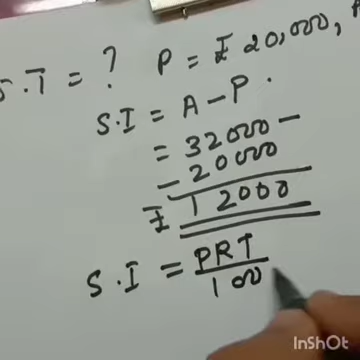 S.I = ? P = ₹ 20,000,
S.I = A - P.
= 32000 -
- 20000
₹ 12000
S.I = PRT
100
InShOt